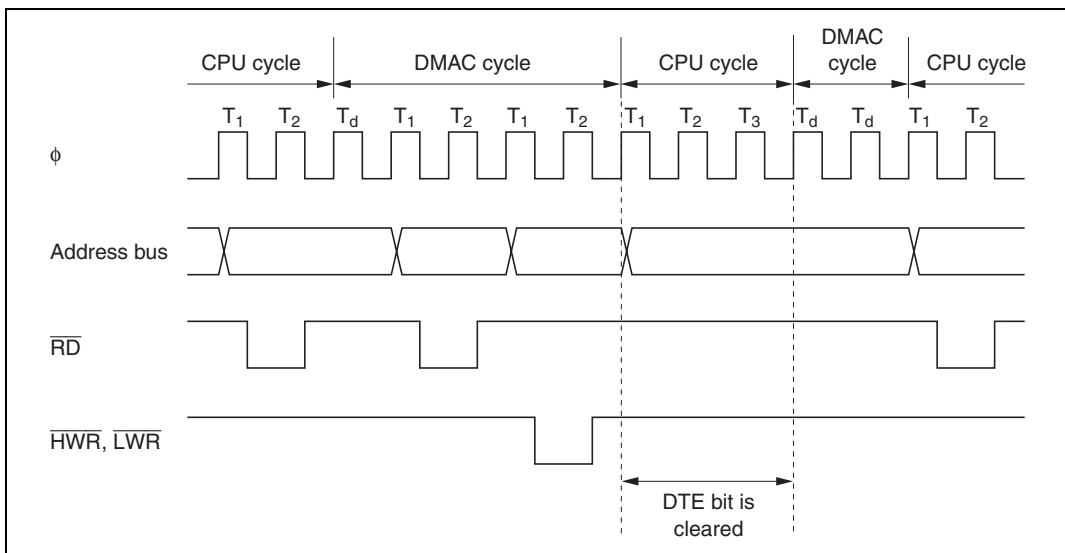 CPU cycle DMAC cycle CPU cycle DMAC cycle CPU cycle
T1 T2 Td T1 T2 T1 T2 T1 T2 T3 Td Td T1 T2
ϕ
Address bus
RD
HWR, LWR
DTE bit is
cleared